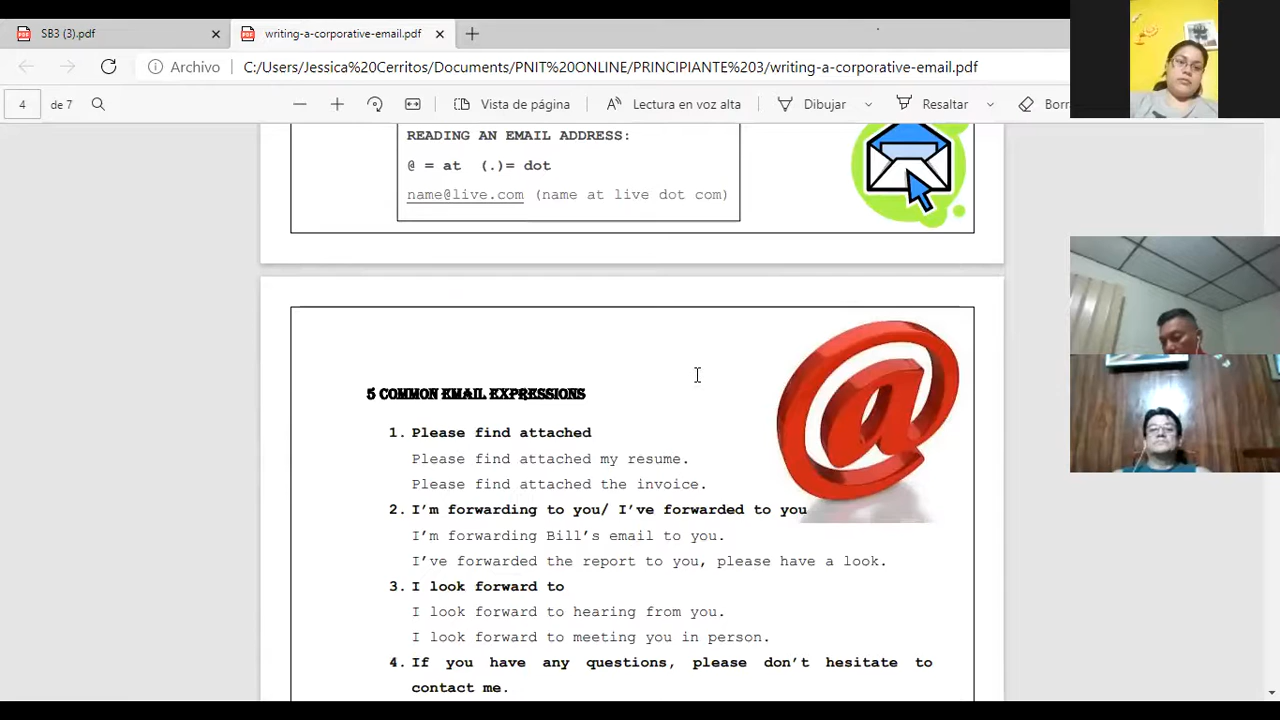 SB3 (3).pdf
writing-a-corporative-email.pdf
Archivo
C:/Users/Jessica%20Cerritos/Documents/PNIT%20ONLINE/PRINCIPIANTE%203/writing-a-corporative-email.pdf
4 de 7
Vista de página
Lectura en voz alta
Dibujar
Resaltar
Borr
READING AN EMAIL ADDRESS:
@ = at (.)= dot
name@live.com (name at live dot com)
5 COMMON EMAIL EXPRESSIONS
1. Please find attached
Please find attached my resume.
Please find attached the invoice.
2. I'm forwarding to you/ I've forwarded to you
I'm forwarding Bill's email to you.
I've forwarded the report to you, please have a look.
3. I look forward to
I look forward to hearing from you.
I look forward to meeting you in person.
4. If you have any questions, please don't hesitate to
contact me.